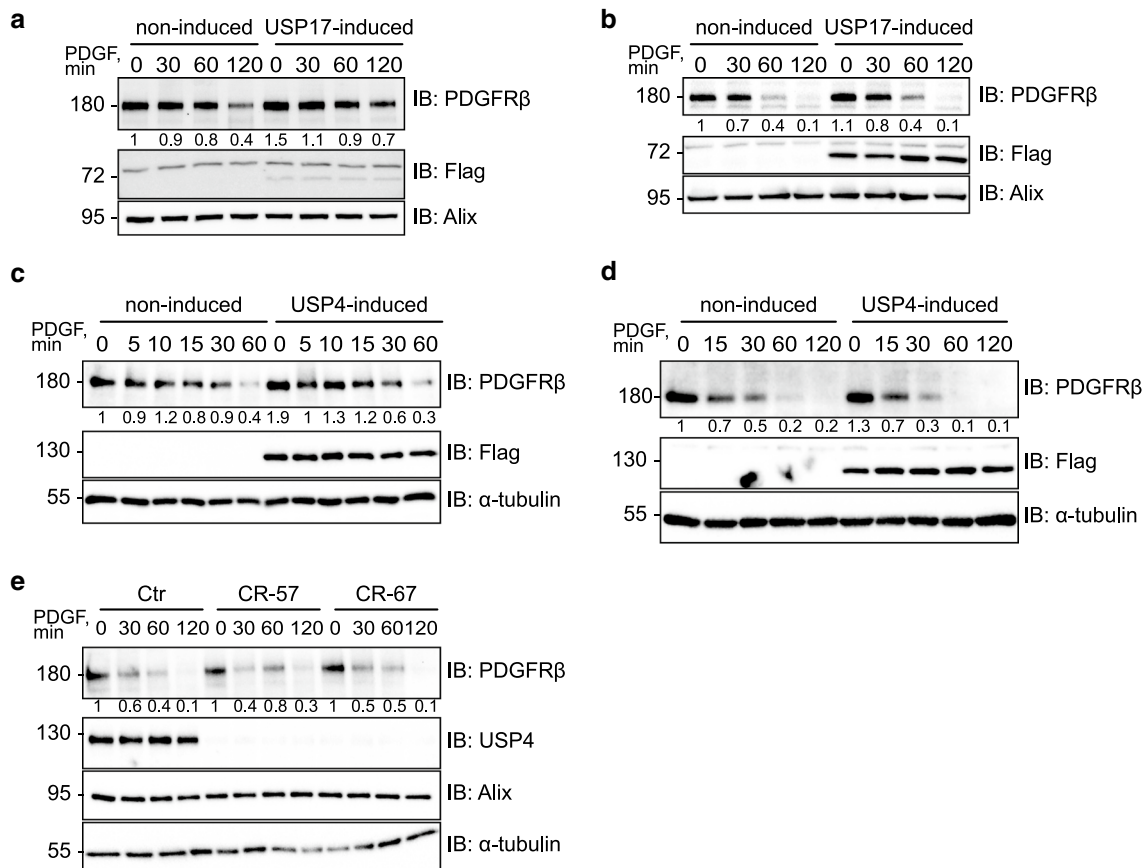 a
non-induced USP17-induced
PDGF, min 0 30 60 120 0 30 60 120
180 IB: PDGFRβ
1 0.9 0.8 0.4 1.5 1.1 0.9 0.7
72 IB: Flag
95 IB: Alix
b
non-induced USP17-induced
PDGF, min 0 30 60 120 0 30 60 120
180 IB: PDGFRβ
1 0.7 0.4 0.1 1.1 0.8 0.4 0.1
72 IB: Flag
95 IB: Alix
c
non-induced USP4-induced
PDGF, min 0 5 10 15 30 60 0 5 10 15 30 60
180 IB: PDGFRβ
1 0.9 1.2 0.8 0.9 0.4 1.9 1 1.3 1.2 0.6 0.3
130 IB: Flag
55 IB: α-tubulin
d
non-induced USP4-induced
PDGF, min 0 15 30 60 120 0 15 30 60 120
180 IB: PDGFRβ
1 0.7 0.5 0.2 0.2 1.3 0.7 0.3 0.1 0.1
130 IB: Flag
55 IB: α-tubulin
e
Ctr CR-57 CR-67
PDGF, min 0 30 60 120 0 30 60 120 0 30 60 120
180 IB: PDGFRβ
1 0.6 0.4 0.1 1 0.4 0.8 0.3 1 0.5 0.5 0.1
130 IB: USP4
95 IB: Alix
55 IB: α-tubulin